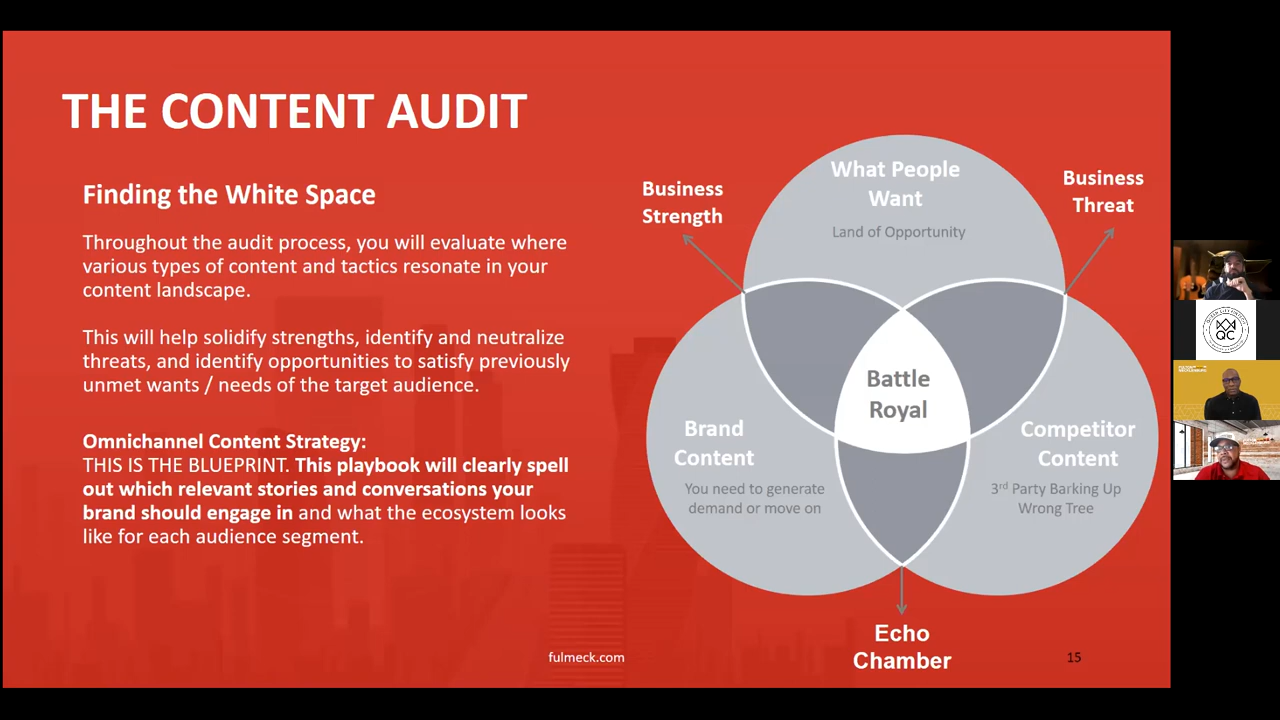 THE CONTENT AUDIT
Finding the White Space
Throughout the audit process, you will evaluate where
various types of content and tactics resonate in your
content landscape.
This will help solidify strengths, identify and neutralize
threats, and identify opportunities to satisfy previously
unmet wants / needs of the target audience.
Omnichannel Content Strategy:
THIS IS THE BLUEPRINT. This playbook will clearly spell
out which relevant stories and conversations your
brand should engage in and what the ecosystem looks
like for each audience segment.
Business
Strength
What People
Want
Land of Opportunity
Business
Threat
Battle
Royal
Brand
Content
You need to generate
demand or move on
Competitor
Content
3rd Party Barking Up
Wrong Tree
Echo
Chamber
fulmeck.com
15
QC